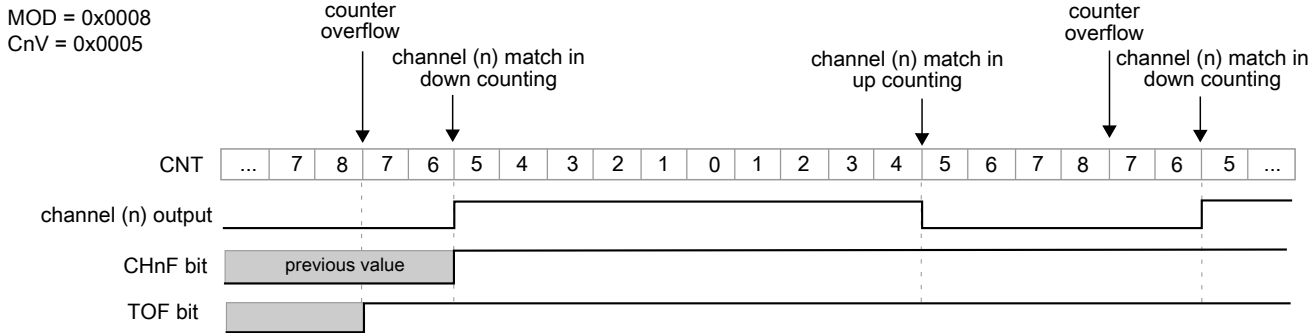 MOD = 0x0008
CnV = 0x0005
counter
overflow
channel (n) match in
down counting
channel (n) match in
up counting
counter
overflow
channel (n) match in
down counting
CNT ... 7 8 7 6 5 4 3 2 1 0 1 2 3 4 5 6 7 8 7 6 5 ...
channel (n) output
CHnF bit previous value
TOF bit